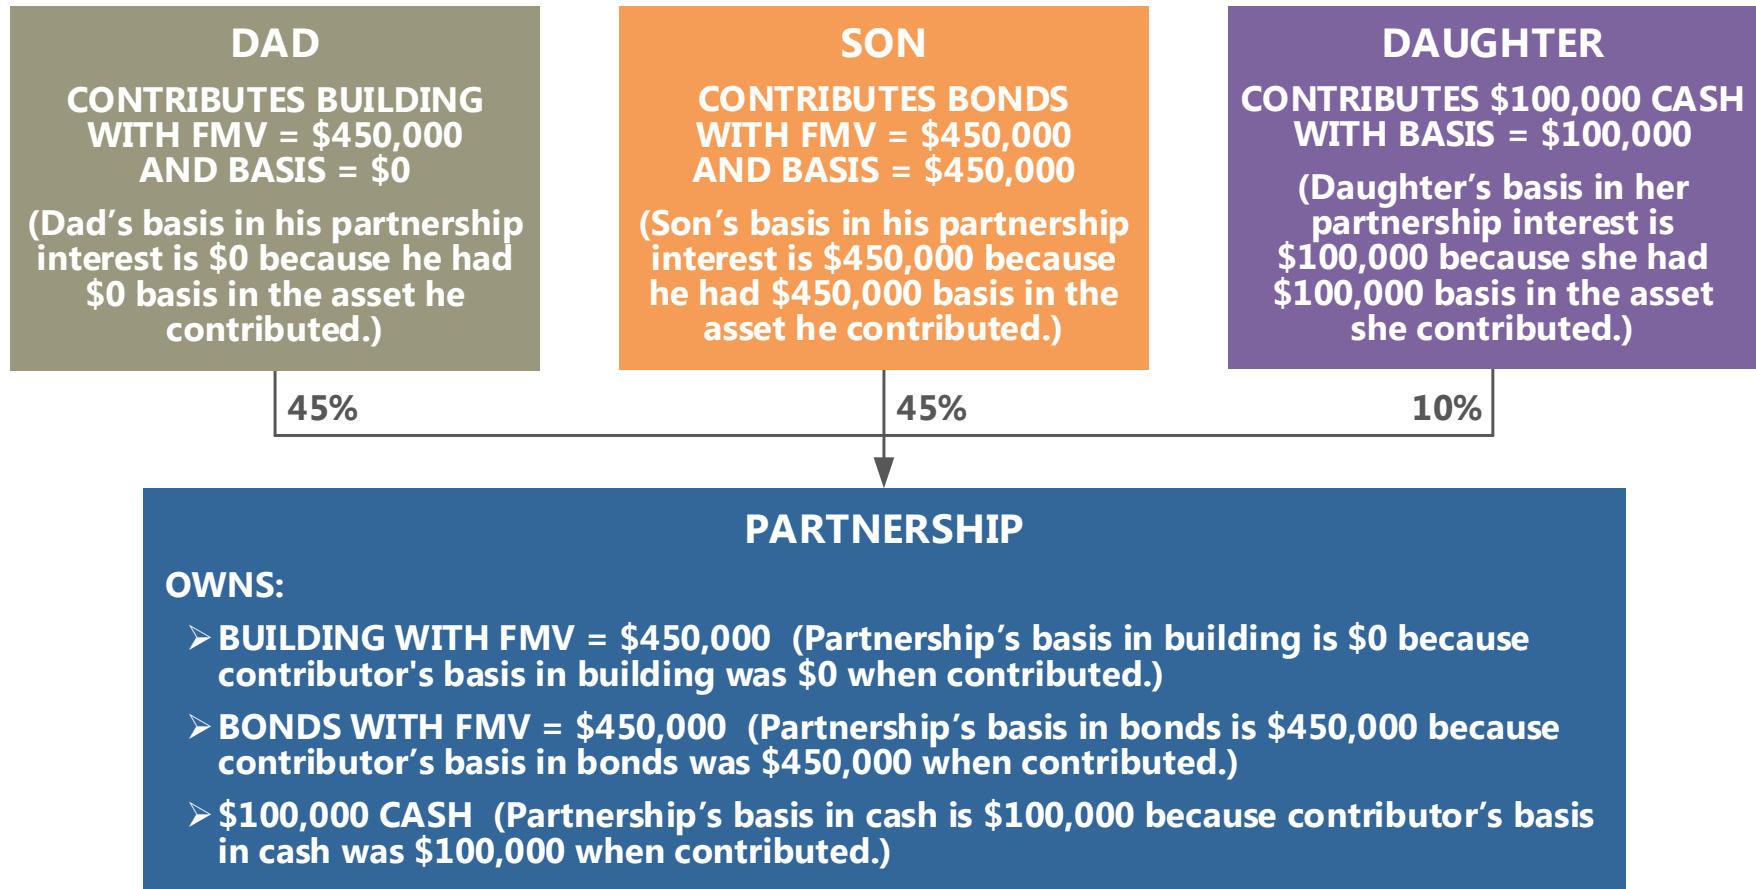 DAD
CONTRIBUTES BUILDING
WITH FMV = $450,000
AND BASIS = $0
(Dad’s basis in his partnership
interest is $0 because he had
$0 basis in the asset he
contributed.)
SON
CONTRIBUTES BONDS
WITH FMV = $450,000
AND BASIS = $450,000
(Son’s basis in his partnership
interest is $450,000 because
he had $450,000 basis in the
asset he contributed.)
DAUGHTER
CONTRIBUTES $100,000 CASH
WITH BASIS = $100,000
(Daughter’s basis in her
partnership interest is
$100,000 because she had
$100,000 basis in the asset
she contributed.)
45%
45%
10%
PARTNERSHIP
OWNS:
➢ BUILDING WITH FMV = $450,000 (Partnership’s basis in building is $0 because
contributor's basis in building was $0 when contributed.)
➢ BONDS WITH FMV = $450,000 (Partnership’s basis in bonds is $450,000 because
contributor’s basis in bonds was $450,000 when contributed.)
➢ $100,000 CASH (Partnership’s basis in cash is $100,000 because contributor’s basis
in cash was $100,000 when contributed.)